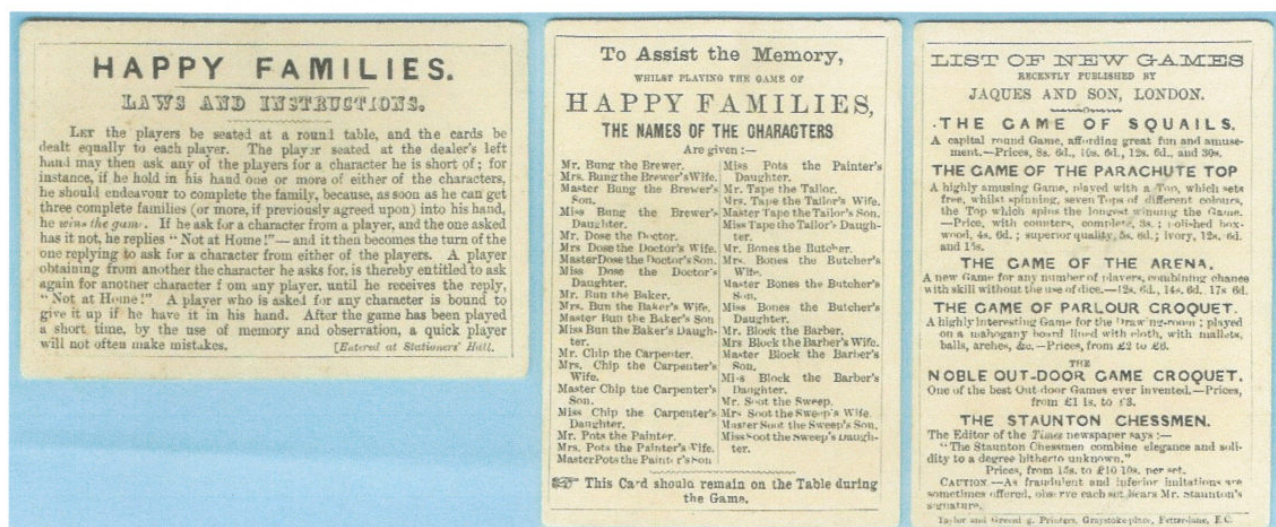 HAPPY FAMILIES.
LAWS AND INSTRUCTIONS.
LET the players be seated at a round table, and the cards be
dealt equally to each player. The player seated at the dealer's left
hand may then ask any of the players for a character he is short of; for
instance, if he hold in his hand one or more of either of the characters,
he should endeavour to complete the family, because, as soon as he can get
three complete families (or more, if previously agreed upon) into his hand,
he wins the game. If he ask for a character from a player, and the one asked
has it not, he replies "Not at Home!"—and it then becomes the turn of the
one replying to ask for a character from either of the players. A player
obtaining from another the character he asks for, is thereby entitled to ask
again for another character from any player, until he receives the reply,
"Not at Home!" A player who is asked for any character is bound to
give it up if he have it in his hand. After the game has been played
a short time, by the use of memory and observation, a quick player
will not often make mistakes. [Entered at Stationers' Hall.
To Assist the Memory,
WHILST PLAYING THE GAME OF
HAPPY FAMILIES,
THE NAMES OF THE CHARACTERS
Are given :—
Mr. Bung the Brewer.
Mrs. Bung the Brewer's Wife.
Master Bung the Brewer's
Son.
Miss Bung the Brewer's
Daughter.
Mr. Dose the Doctor.
Mrs Dose the Doctor's Wife.
Master Dose the Doctor's Son.
Miss Dose the Doctor's
Daughter.
Mr. Bun the Baker.
Mrs. Bun the Baker's Wife.
Master Bun the Baker's Son
Miss Bun the Baker's Daugh-
ter.
Mr. Chip the Carpenter.
Mrs. Chip the Carpenter's
Wife.
Master Chip the Carpenter's
Son.
Miss Chip the Carpenter's
Daughter.
Mr. Pots the Painter.
Mrs. Pots the Painter's Wife.
Master Pots the Painter's Son
Miss Pots the Painter's
Daughter.
Mr. Tape the Tailor.
Mrs. Tape the Tailor's Wife.
Master Tape the Tailor's Son.
Miss Tape the Tailor's Daugh-
ter.
Mr. Bones the Butcher.
Mrs. Bones the Butcher's
Wife.
Master Bones the Butcher's
Son.
Miss Bones the Butcher's
Daughter.
Mr. Block the Barber.
Mrs Block the Barber's Wife.
Master Block the Barber's
Son.
Miss Block the Barber's
Daughter.
Mr. Soot the Sweep.
Mrs Soot the Sweep's Wife.
Master Soot the Sweep's Son.
Miss Soot the Sweep's Daugh-
ter.
☞ This Card should remain on the Table during
the Game.
LIST OF NEW GAMES
RECENTLY PUBLISHED BY
JAQUES AND SON, LONDON.
THE GAME OF SQUAILS.
A capital round Game, affording great fun and amuse-
ment.—Prices, 8s. 6d., 10s. 6d., 12s. 6d., and 30s.
THE GAME OF THE PARACHUTE TOP
A highly amusing Game, played with a Top, which sets
free, whilst spinning, seven Tops of different colours,
the Top which spins the longest winning the Game.
—Price, with counters, complete, 3s.; polished box-
wood, 4s. 6d.; superior quality, 5s. 6d.; ivory, 12s. 6d.
and 14s.
THE GAME OF THE ARENA.
A new Game for any number of players, combining chance
with skill without the use of dice.—12s. 6d., 14s. 6d, 17s 6d.
THE GAME OF PARLOUR CROQUET.
A highly interesting Game for the Drawing-room; played
on a mahogany board lined with cloth, with mallets,
balls, arches, &c.—Prices, from £2 to £6.
THE
NOBLE OUT-DOOR GAME CROQUET.
One of the best Out-door Games ever invented.—Prices,
from £1 1s. to £8.
THE STAUNTON CHESSMEN.
The Editor of the Times newspaper says :—
"The Staunton Chessmen combine elegance and soli-
dity to a degree hitherto unknown."
Prices, from 15s. to £10 10s. per set.
CAUTION.—As fraudulent and inferior imitations are
sometimes offered, observe each set bears Mr. Staunton's
signature.
Taylor and Greening, Printers, Graystoke-place, Fetter-lane, E.C.